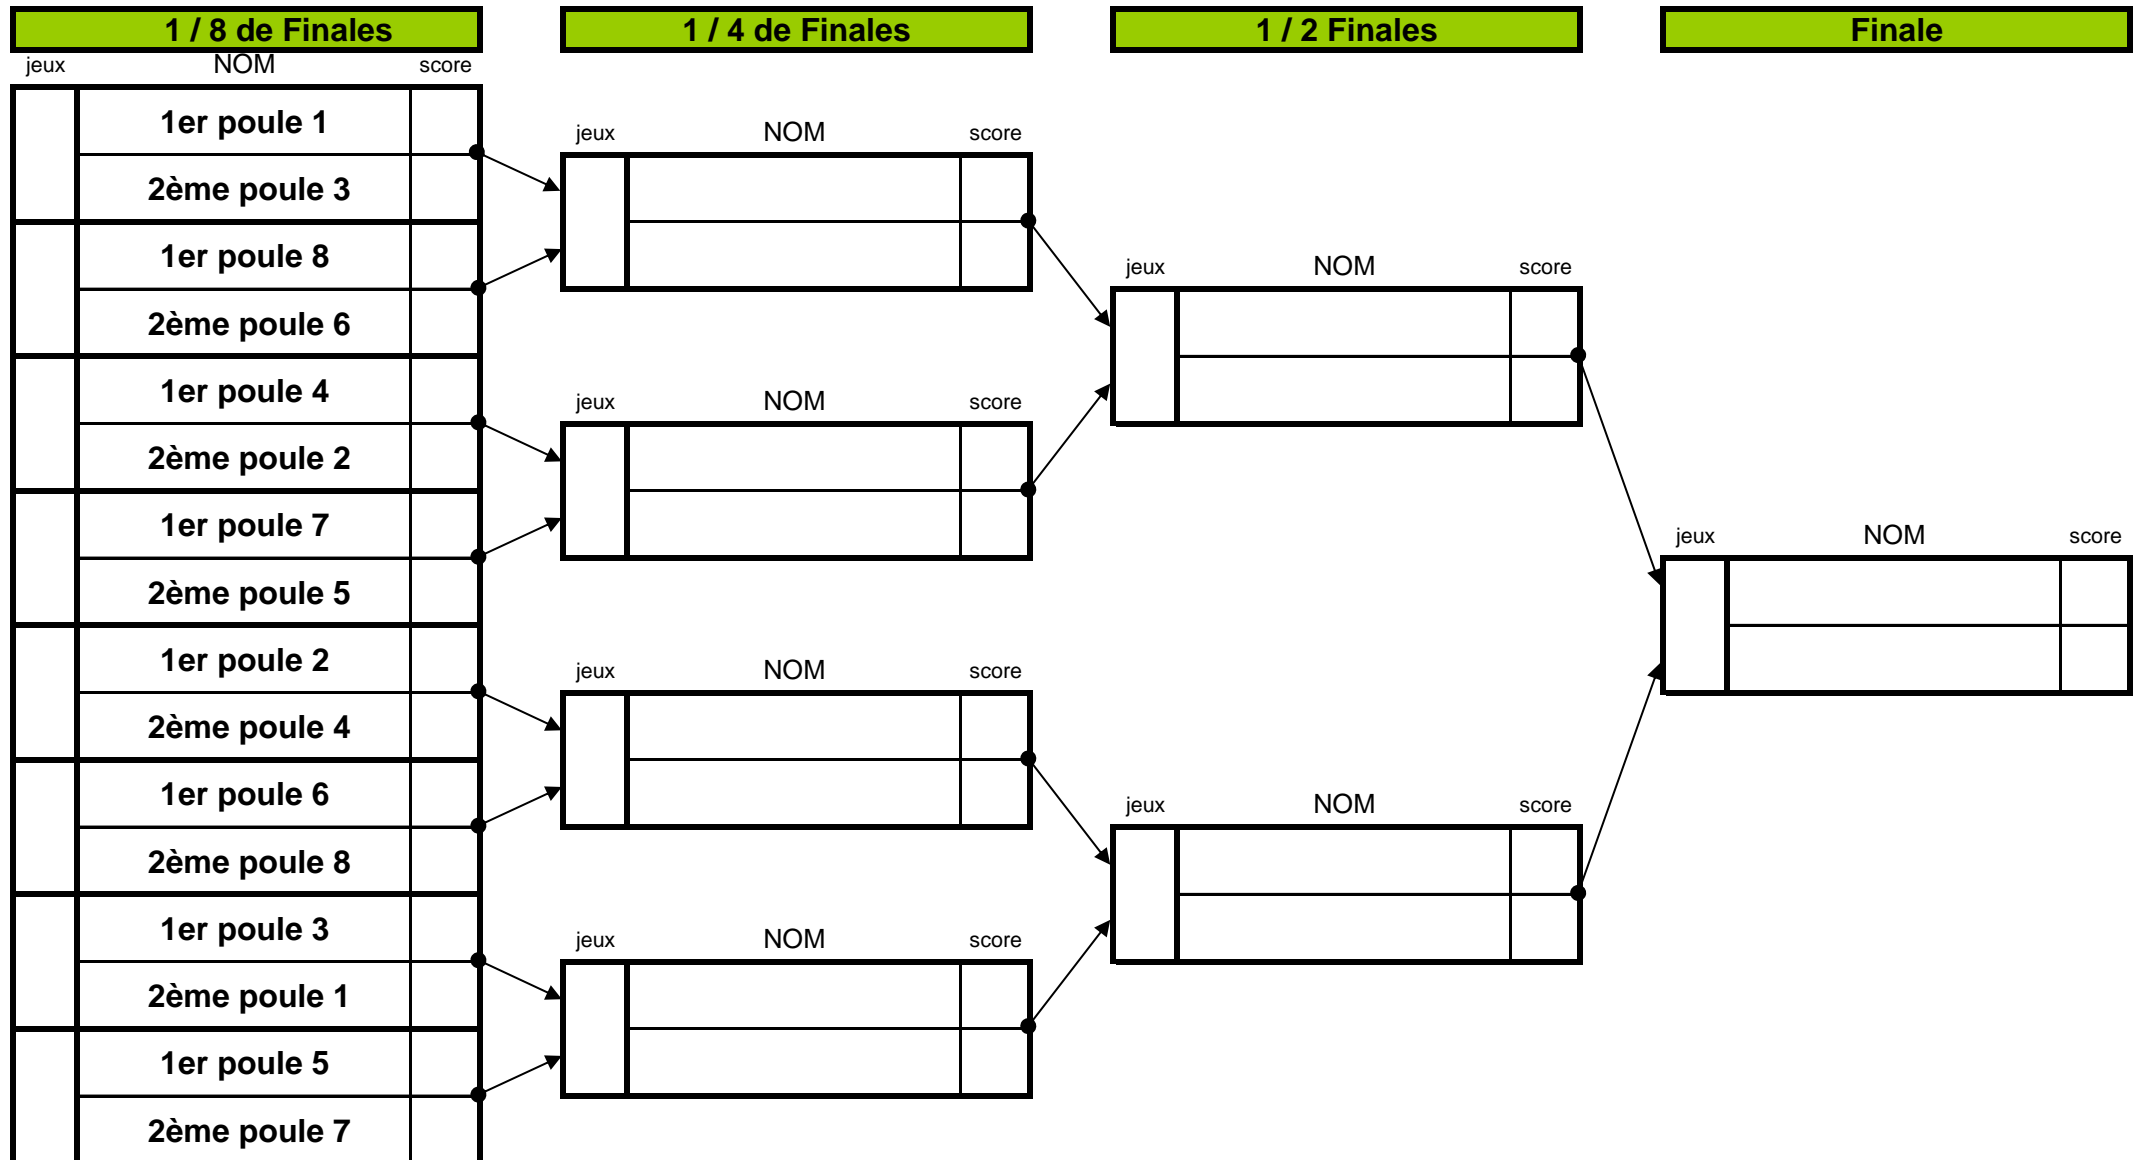 1 / 8 de Finales
1 / 4 de Finales
1 / 2 Finales
Finale
jeux NOM score
1er poule 1
2ème poule 3
1er poule 8
2ème poule 6
1er poule 4
2ème poule 2
1er poule 7
2ème poule 5
1er poule 2
2ème poule 4
1er poule 6
2ème poule 8
1er poule 3
2ème poule 1
1er poule 5
2ème poule 7
jeux NOM score
jeux NOM score
jeux NOM score
jeux NOM score
jeux NOM score
jeux NOM score
jeux NOM score